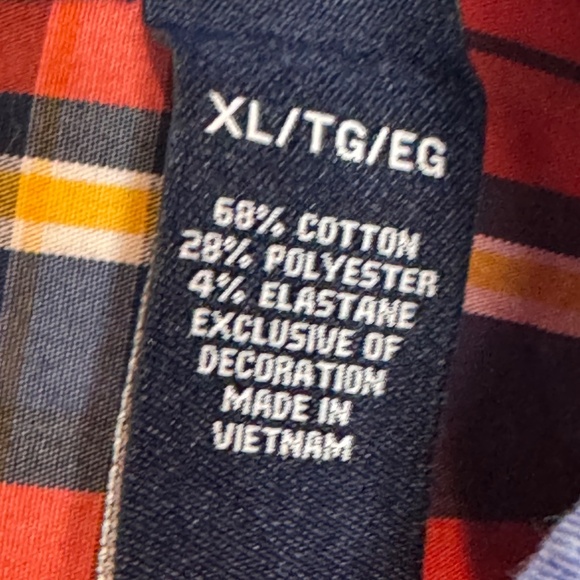 XL/TG/EG
68% COTTON
28% POLYESTER
4% ELASTANE
EXCLUSIVE OF
DECORATION
MADE IN
VIETNAM